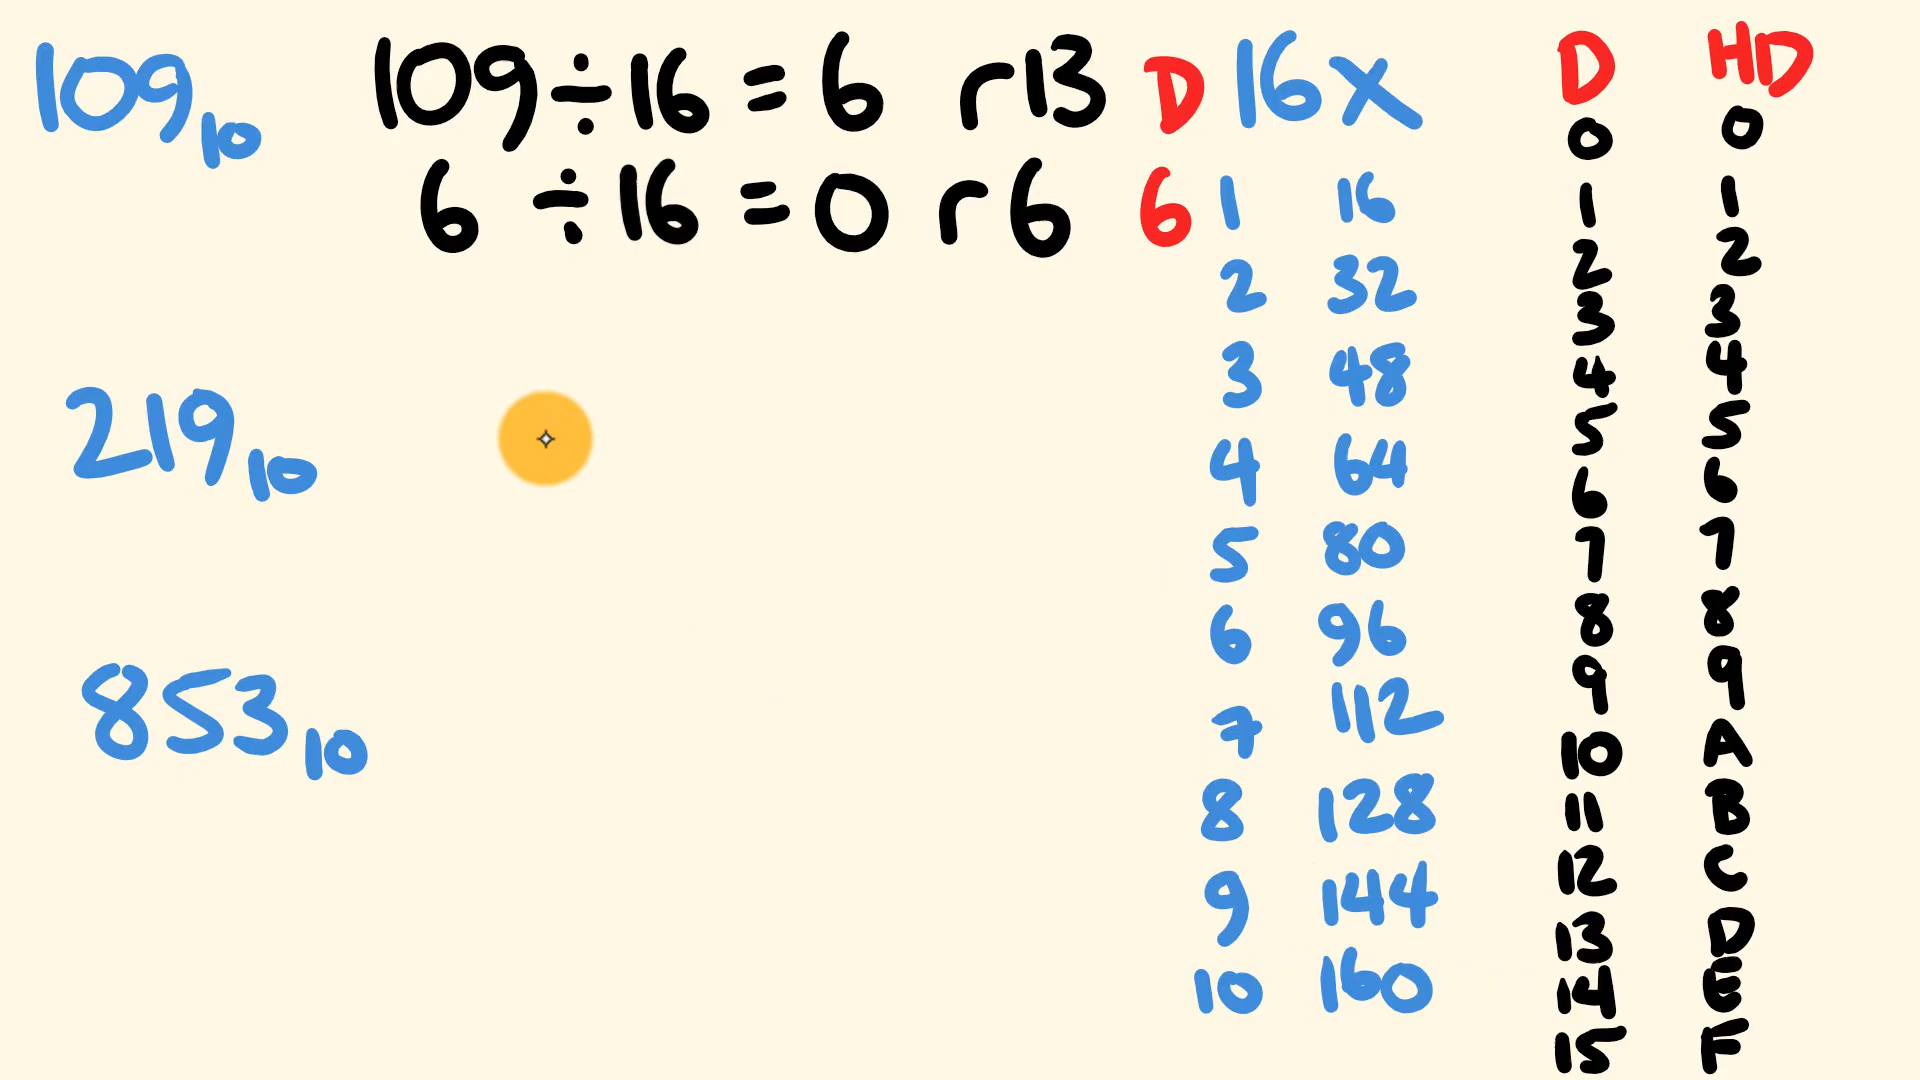 109₁₀ 109 ÷ 16 = 6 r13 D
6 ÷ 16 = 0 r6 6
219₁₀
853₁₀
16 X
1 16
2 32
3 48
4 64
5 80
6 96
7 112
8 128
9 144
10 160
D HD
0 0
1 1
2 2
3 3
4 4
5 5
6 6
7 7
8 8
9 9
10 A
11 B
12 C
13 D
14 E
15 F